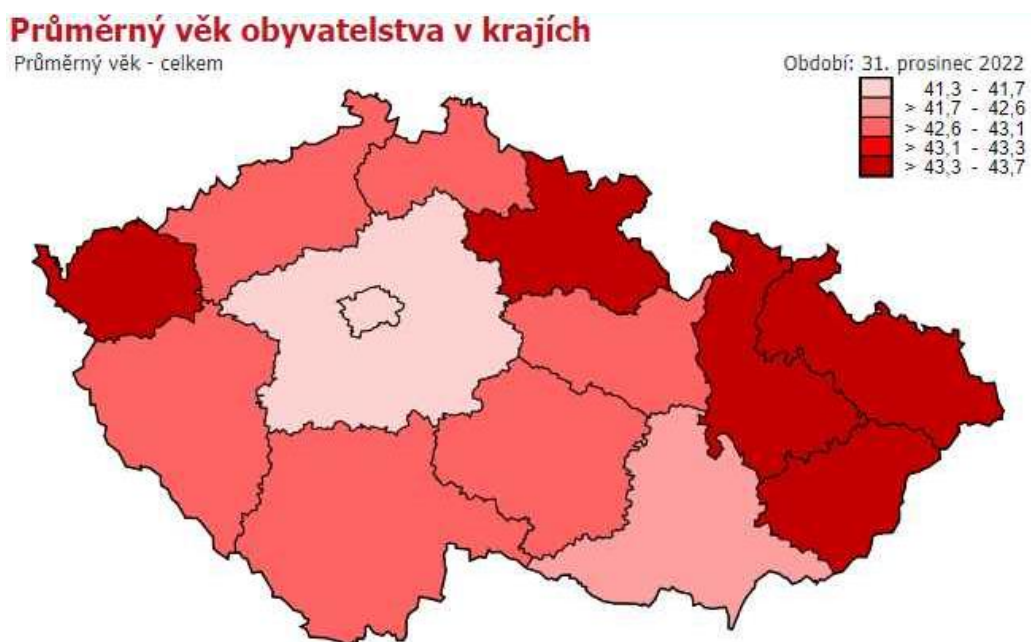 Průměrný věk obyvatelstva v krajích
Průměrný věk - celkem
Období: 31. prosinec 2022
41,3 - 41,7
> 41,7 - 42,6
> 42,6 - 43,1
> 43,1 - 43,3
> 43,3 - 43,7